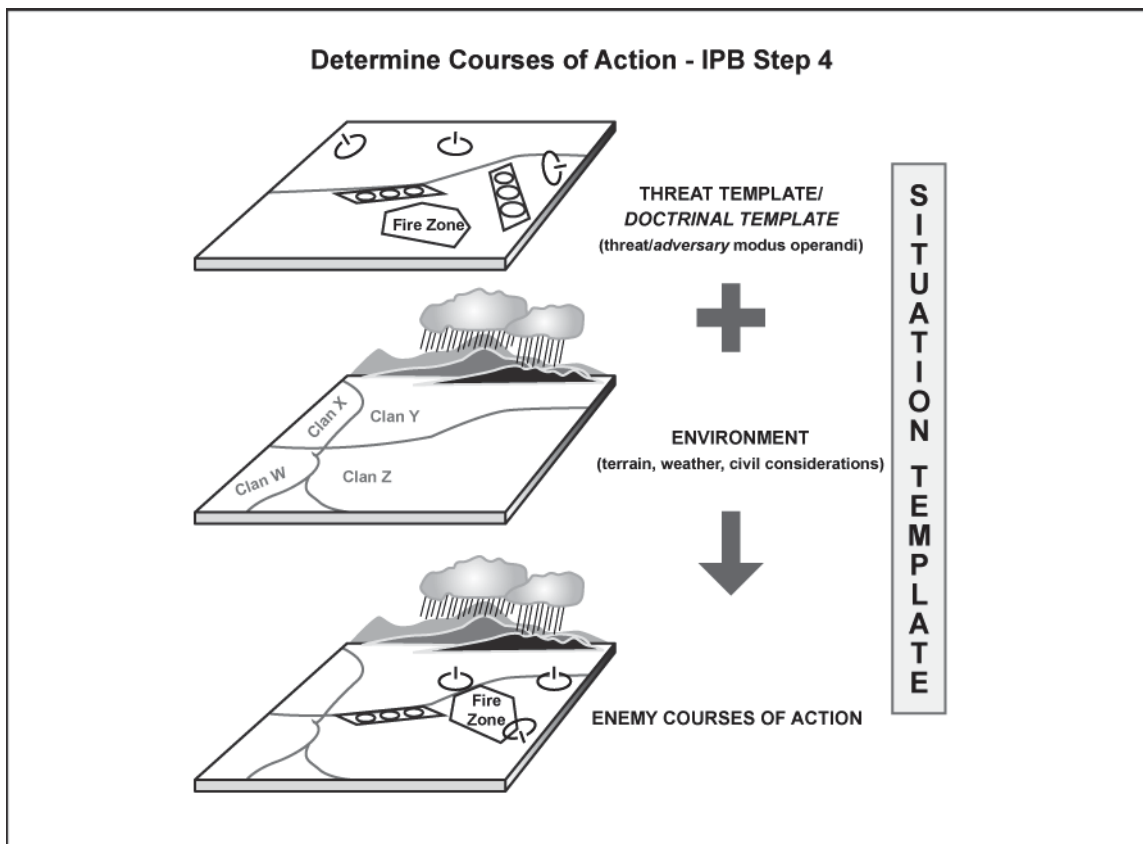 Determine Courses of Action - IPB Step 4
Fire Zone
THREAT TEMPLATE/
DOCTRINAL TEMPLATE
(threat/adversary modus operandi)
Clan X
Clan Y
Clan W
Clan Z
ENVIRONMENT
(terrain, weather, civil considerations)
Fire
Zone
ENEMY COURSES OF ACTION
SITUATION TEMPLATE